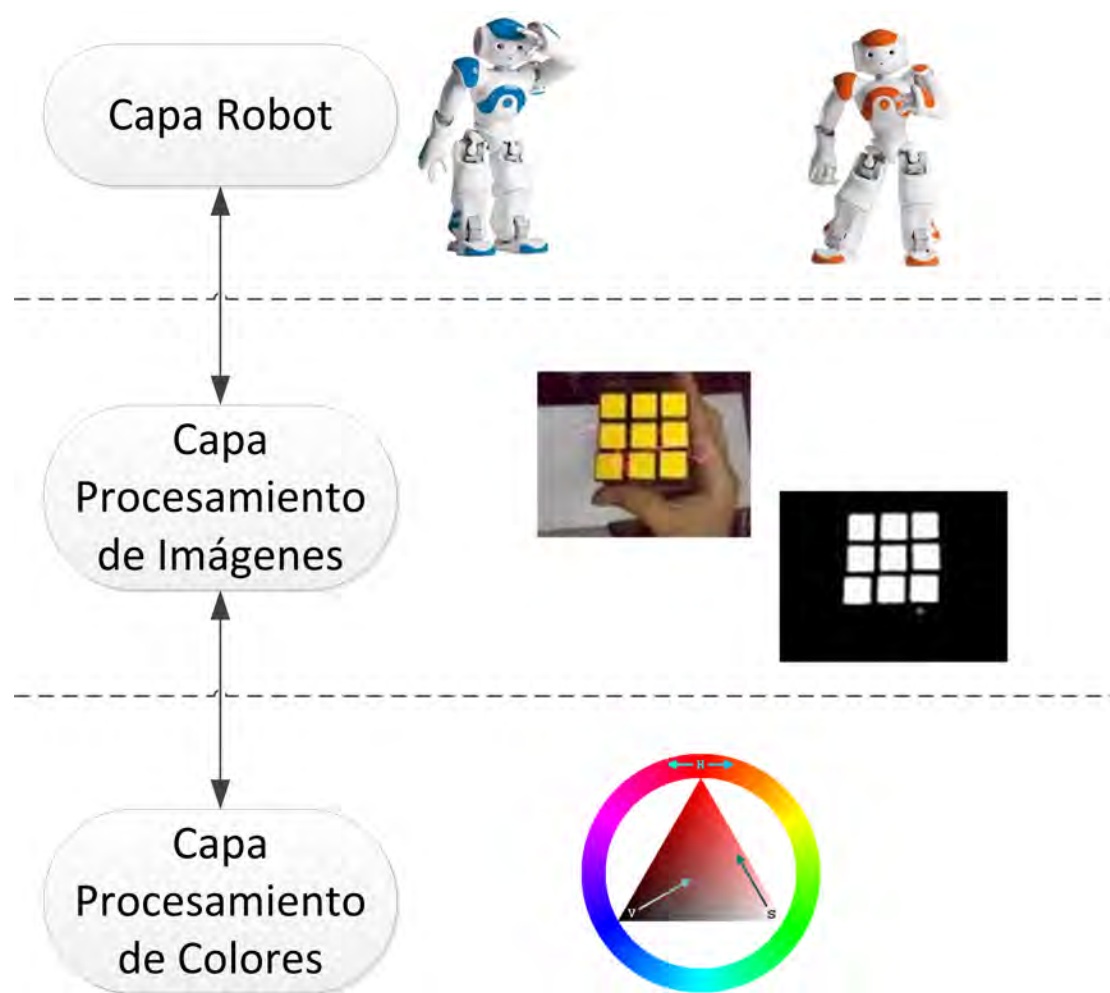 Capa Robot
Capa
Procesamiento
de Imágenes
H
V
S
Capa
Procesamiento
de Colores